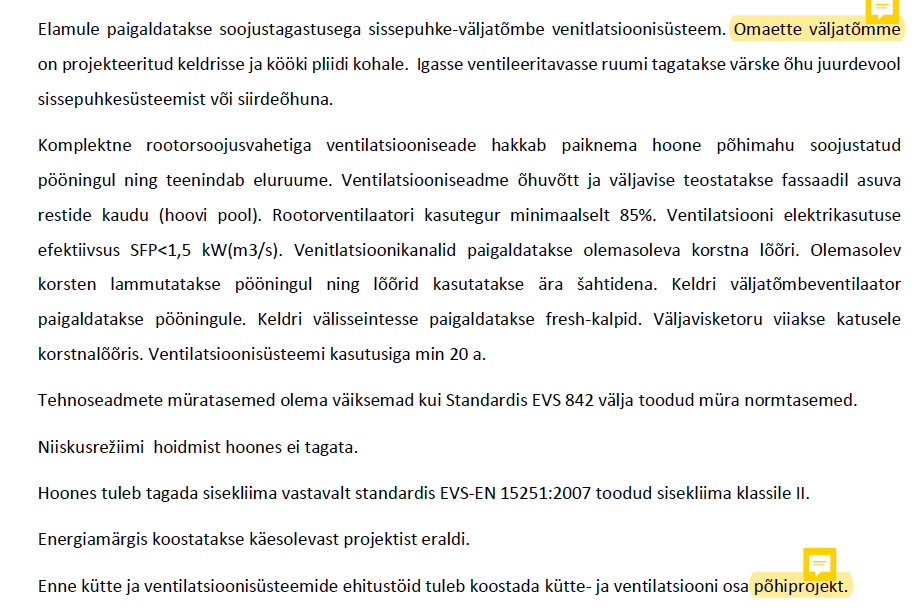 Elamule paigaldatakse soojustagastusega sissepuhke-väljatõmbe venitlatsioonisüsteem. Omaette väljatõmme
on projekteeritud keldrisse ja kööki pliidi kohale. Igasse ventileeritavasse ruumi tagatakse värske õhu juurdevool
sissepuhkesüsteemist või siirdeõhuna.
Komplektne rootorsoojusvahetiga ventilatsiooniseade hakkab paiknema hoone põhimahu soojustatud
pööningul ning teenindab eluruume. Ventilatsiooniseadme õhuvõtt ja väljavise teostatakse fassaadil asuva
restide kaudu (hoovi pool). Rootorventilaatori kasutegur minimaalselt 85%. Ventilatsiooni elektrikasutuse
efektiivsus SFP<1,5 kW(m3/s). Venitlatsioonikanalid paigaldatakse olemasoleva korstna lõõri. Olemasolev
korsten lammutatakse pööningul ning lõõrid kasutatakse ära šahtidena. Keldri väljatõmbeventilaator
paigaldatakse pööningule. Keldri välisseintesse paigaldatakse fresh-kalpid. Väljavisketoru viiakse katusele
korstnalõõris. Ventilatsioonisüsteemi kasutusiga min 20 a.
Tehnoseadmete müratasemed olema väiksemad kui Standardis EVS 842 välja toodud müra normtasemed.
Niiskusrežiimi hoidmist hoones ei tagata.
Hoones tuleb tagada sisekliima vastavalt standardis EVS-EN 15251:2007 toodud sisekliima klassile II.
Energiamärgis koostatakse käesolevast projektist eraldi.
Enne kütte ja ventilatsioonisüsteemide ehitustöid tuleb koostada kütte- ja ventilatsiooni osa põhiprojekt.